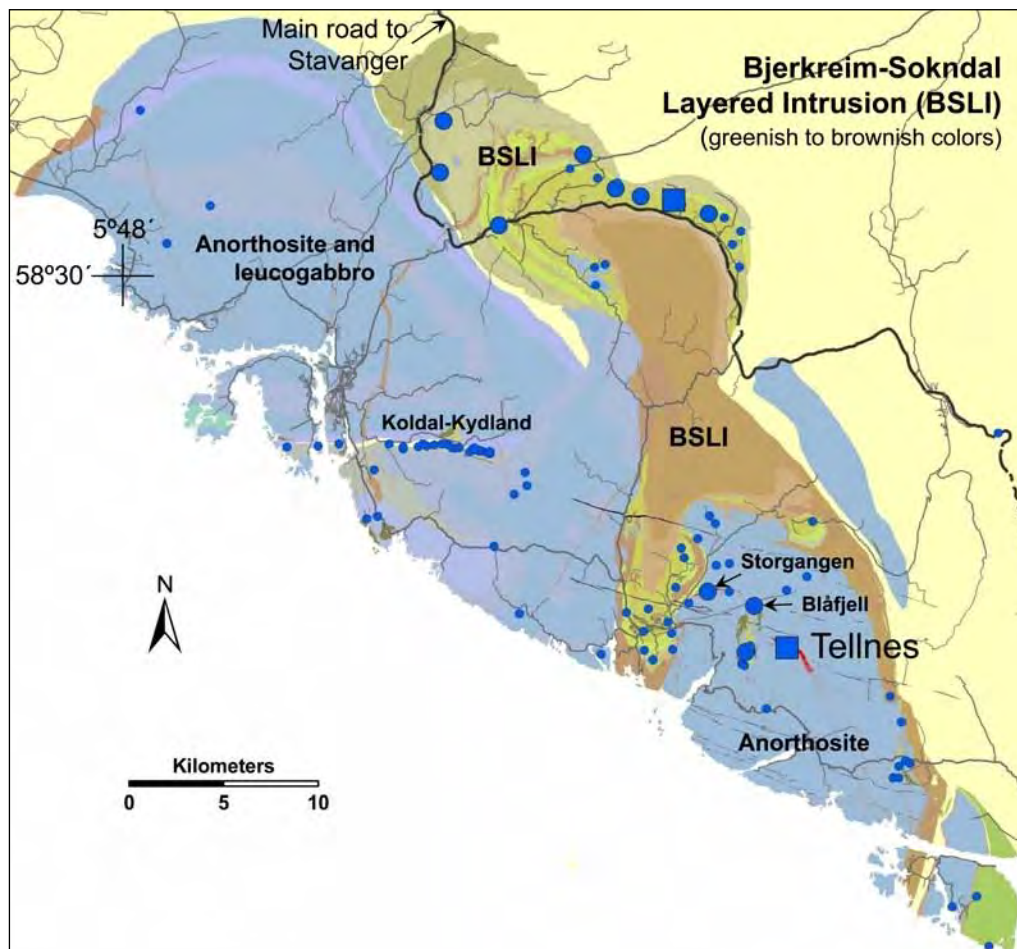 Main road to
Stavanger
Bjerkreim-Sokndal
Layered Intrusion (BSLI)
(greenish to brownish colors)
BSLI
5º48´
58º30´
Anorthosite and
leucogabbro
Koldal-Kydland
BSLI
N
Storgangen
Blåfjell
Tellnes
Anorthosite
Kilometers
0 5 10